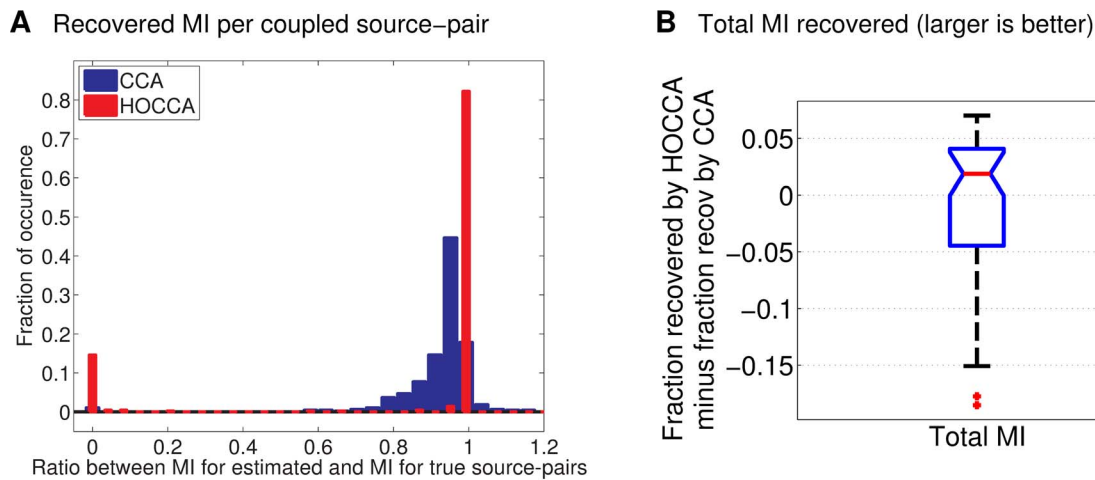 A Recovered MI per coupled source−pair
CCA
HOCCA
Fraction of occurence
0.8
0.7
0.6
0.5
0.4
0.3
0.2
0.1
0
0 0.2 0.4 0.6 0.8 1 1.2
Ratio between MI for estimated and MI for true source-pairs
B Total MI recovered (larger is better)
Fraction recovered by HOCCA
minus fraction recov by CCA
0.05
0
−0.05
−0.1
−0.15
Total MI